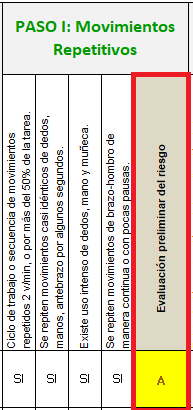 PASO I: Movimientos
Repetitivos
Ciclo de trabajo o secuencia de movimientos
repetidos 2 v/min, o por más del 50% de la tarea.
Se repiten movimientos casi idénticos de dedos,
manos, antebrazo por algunos segundos.
Existe uso intenso de dedos, mano y muñeca.
Se repiten movimientos de brazo-hombro de
manera continua o con pocas pausas.
Evaluación preliminar del riesgo
SI
SI
SI
SI
A